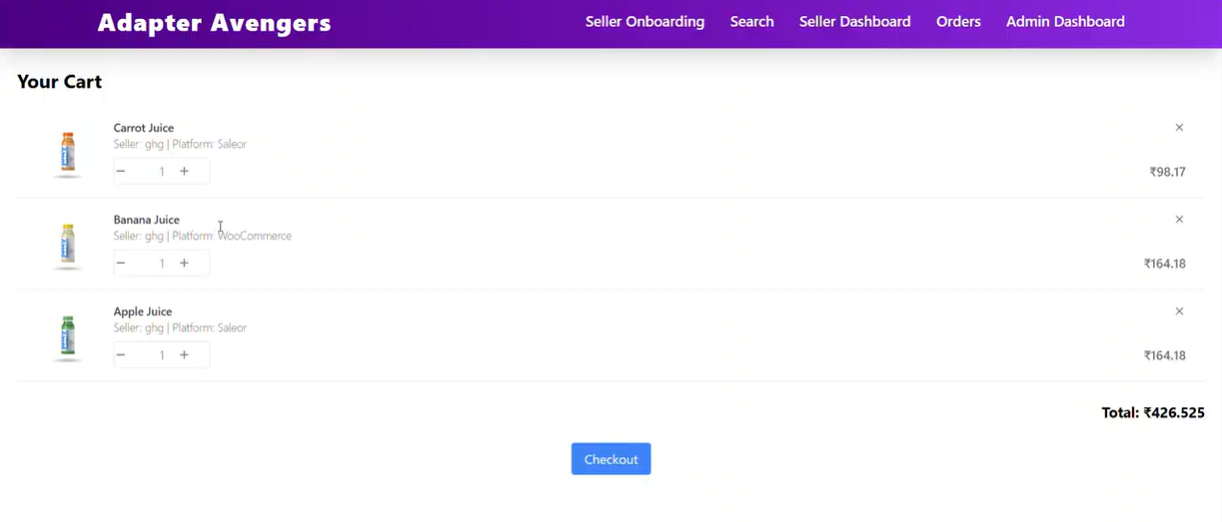 Adapter Avengers
Seller Onboarding Search Seller Dashboard Orders Admin Dashboard
Your Cart
Carrot Juice ×
Seller: ghg | Platform: Saleor
− 1 + ₹98.17
Banana Juice ×
Seller: ghg | Platform: WooCommerce
− 1 + ₹164.18
Apple Juice ×
Seller: ghg | Platform: Saleor
− 1 + ₹164.18
Total: ₹426.525
Checkout